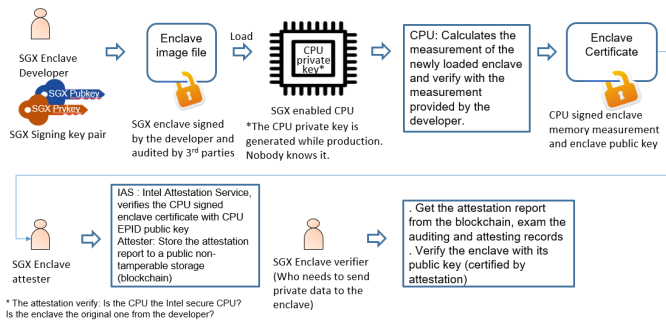 SGX Enclave
Developer
SGX Pubkey
SGX Prvkey
SGX Signing key pair
Enclave
image file
SGX enclave signed
by the developer and
audited by 3rd parties
Load
CPU
private
key*
SGX enabled CPU
*The CPU private key is
generated while production.
Nobody knows it.
CPU: Calculates the
measurement of the
newly loaded enclave
and verify with the
measurement
provided by the
developer.
Enclave
Certificate
CPU signed enclave
memory measurement
and enclave public key
SGX Enclave
attester
IAS : Intel Attestation Service,
verifies the CPU signed
enclave certificate with CPU
EPID public key
Attester: Store the attestation
report to a public non-
tamperable storage
(blockchain)
SGX Enclave verifier
(Who needs to send
private data to the
enclave)
. Get the attestation report
from the blockchain, exam the
auditing and attesting records
. Verify the enclave with its
public key (certified by
attestation)
* The attestation verify: Is the CPU the Intel secure CPU?
Is the enclave the original one from the developer?